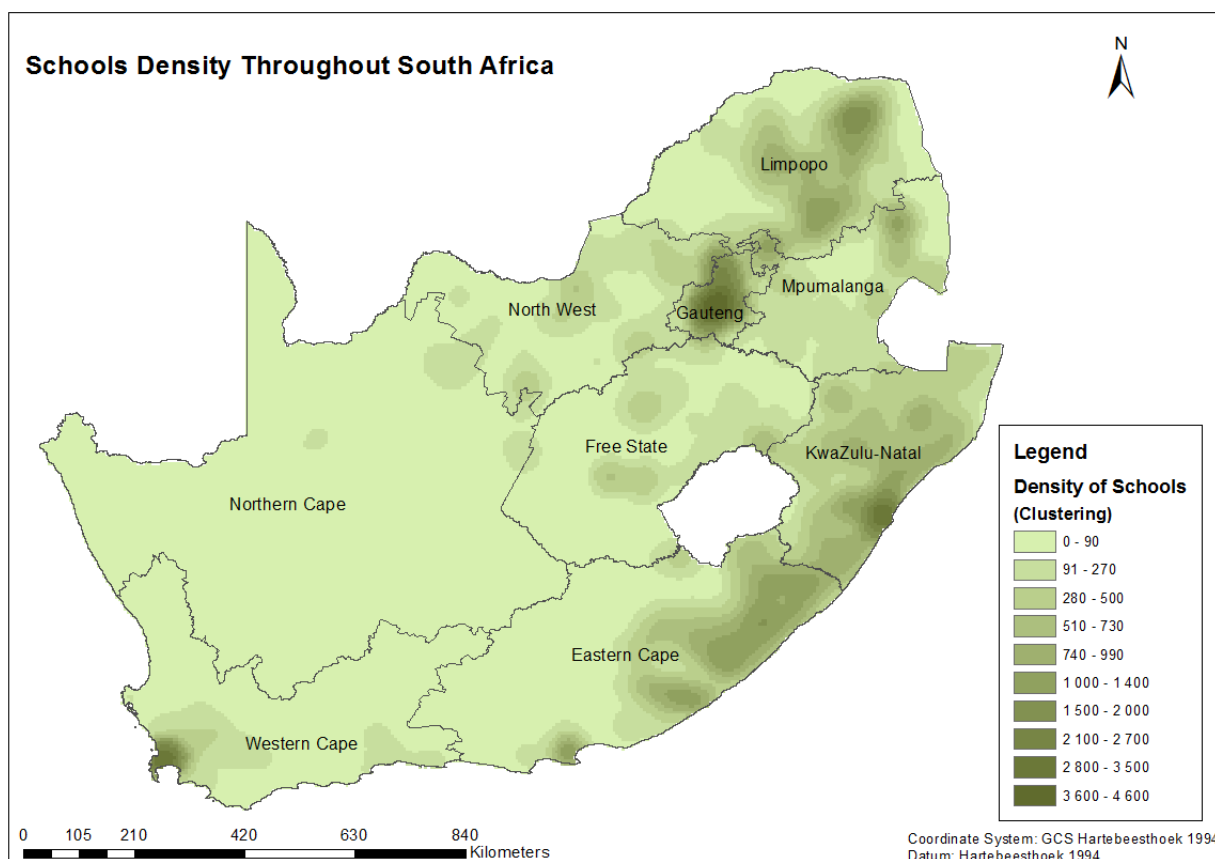 Schools Density Throughout South Africa
N
Limpopo
Mpumalanga
North West
Gauteng
Free State
KwaZulu-Natal
Northern Cape
Eastern Cape
Western Cape
Legend
Density of Schools
(Clustering)
0 - 90
91 - 270
280 - 500
510 - 730
740 - 990
1 000 - 1 400
1 500 - 2 000
2 100 - 2 700
2 800 - 3 500
3 600 - 4 600
0 105 210 420 630 840
Kilometers
Coordinate System: GCS Hartebeesthoek 1994
Datum: Hartebeesthoek 1994